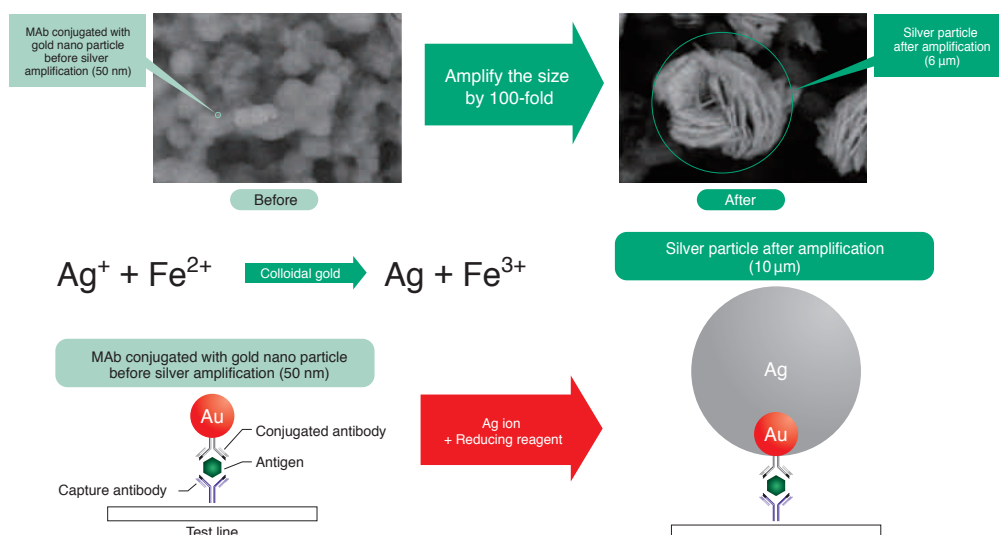 MAb conjugated with
gold nano particle
before silver
amplification (50 nm)
Amplify the size
by 100-fold
Silver particle
after amplification
(6 µm)
Before
After
Ag⁺ + Fe²⁺
Colloidal gold
Ag + Fe³⁺
Silver particle after amplification
(10 µm)
MAb conjugated with gold nano particle
before silver amplification (50 nm)
Au
Conjugated antibody
Antigen
Capture antibody
Test line
Ag ion
+ Reducing reagent
Ag
Au